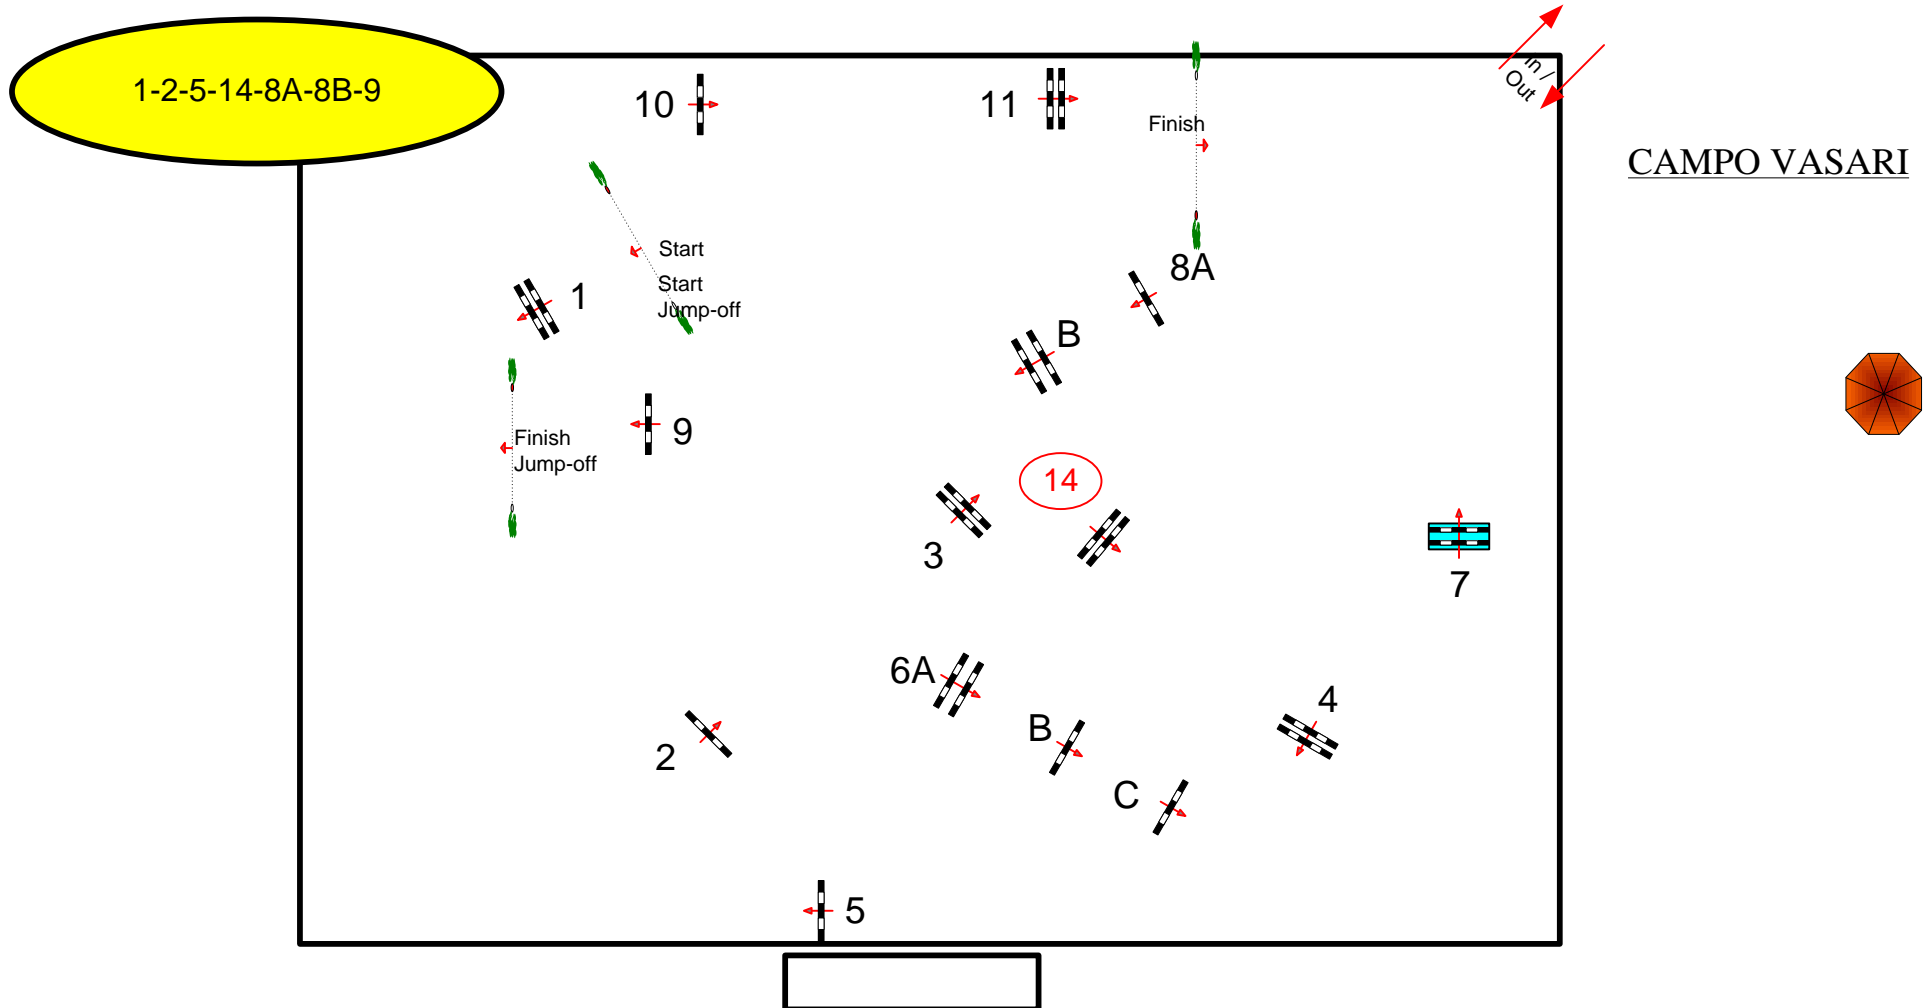 1-2-5-14-8A-8B-9
10
11
In /
Out
Finish
CAMPO VASARI
Start
Start
Jump-off
1
8A
B
9
Finish
Jump-off
14
3
7
6A
B
4
2
C
5